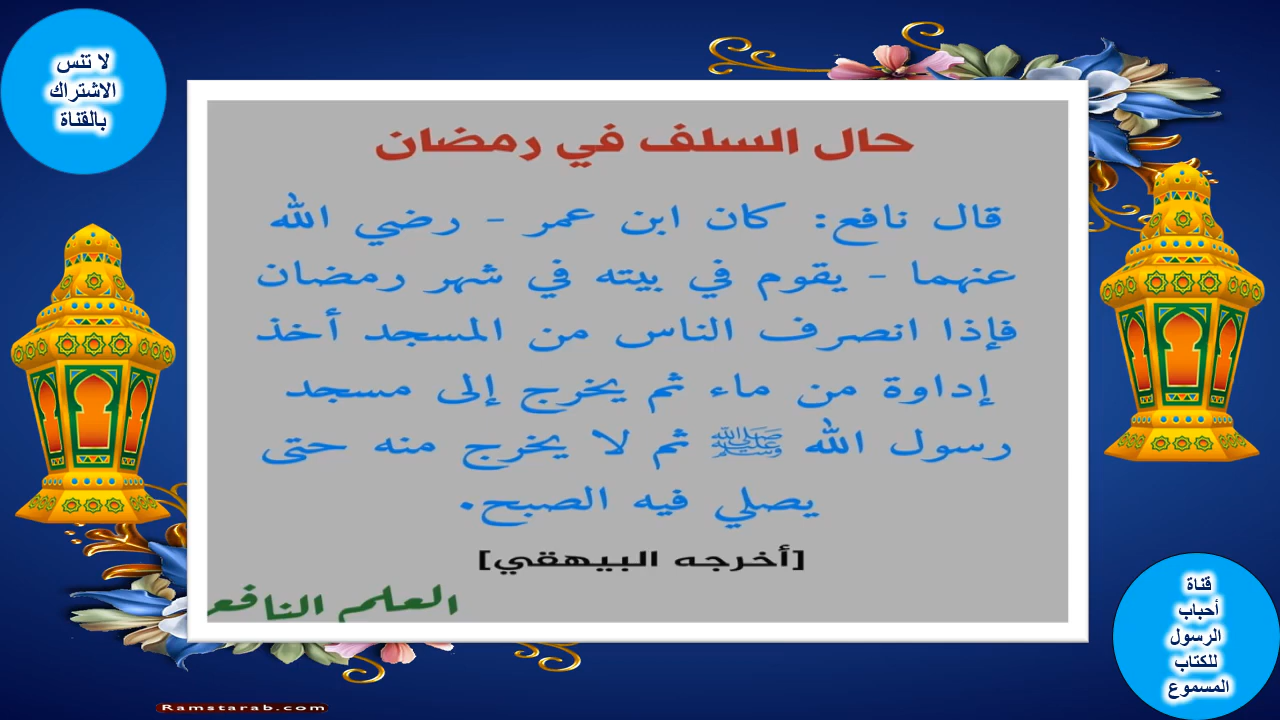 لا تنس
الاشتراك
بالقناة
حال السلف في رمضان
قال نافع: كان ابن عمر - رضي الله
عنهما - يقوم في بيته في شهر رمضان
فإذا انصرف الناس من المسجد أخذ
إداوة من ماء ثم يخرج إلى مسجد
رسول الله ﷺ ثم لا يخرج منه حتى
يصلي فيه الصبح.
[أخرجه البيهقي]
العلم النافع
قناة
أحباب
الرسول
للكتاب
المسموع
Ramstarab.com